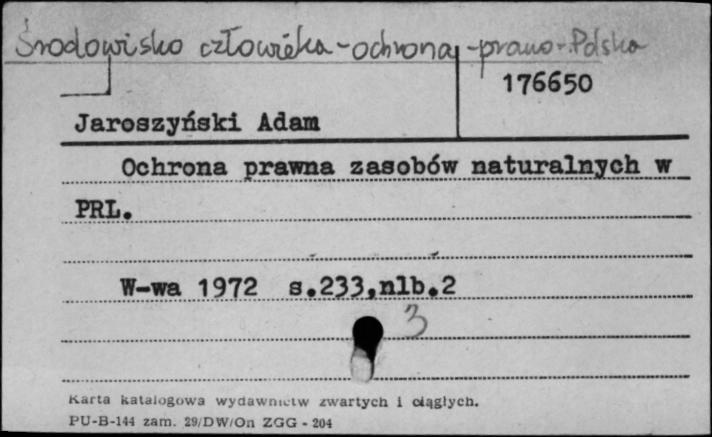 Środowisko człowieka - ochrona - prawo - Polska
176650
Jaroszyński Adam
Ochrona prawna zasobów naturalnych w
PRL.
W-wa 1972 s.233,nlb.2
3
Karta katalogowa wydawnictw zwartych i ciągłych.
PU-B-144 zam. 29/DW/On ZGG - 204